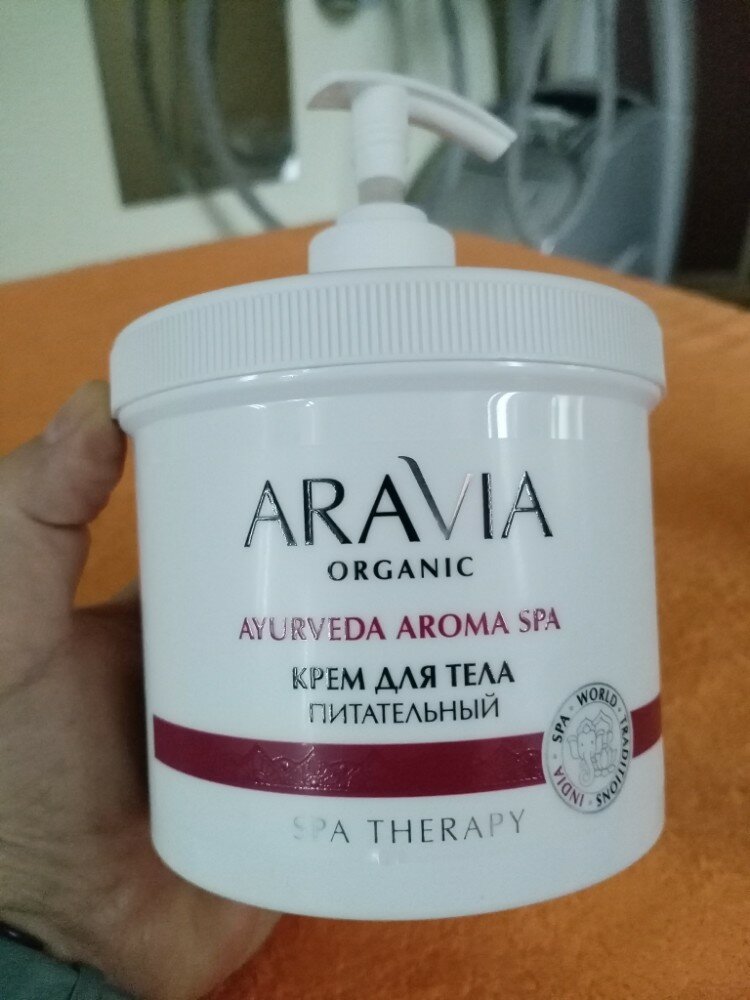 ARAVIA
ORGANIC
AYURVEDA AROMA SPA
КРЕМ ДЛЯ ТЕЛА
ПИТАТЕЛЬНЫЙ
SPA · WORLD · TRADITIONS · INDIA
SPA THERAPY